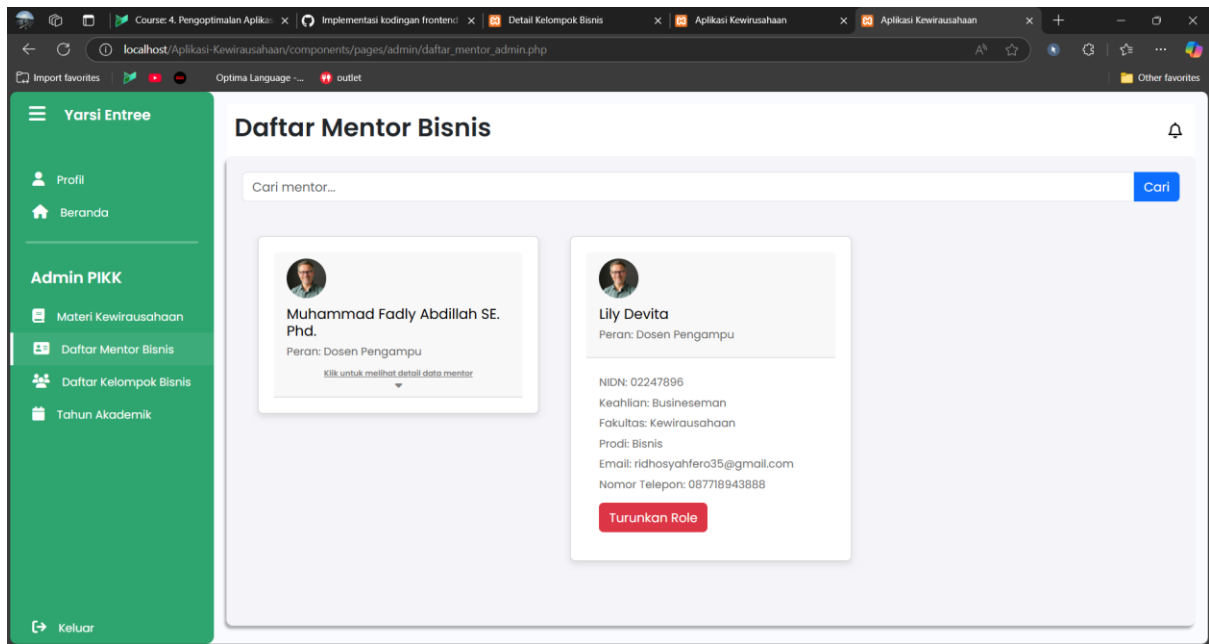 Course: 4. Pengoptimalan Aplikas
Implementasi kodingan frontend
Detail Kelompok Bisnis
Aplikasi Kewirusahaan
Aplikasi Kewirausahaan
localhost/Aplikasi-Kewirausahaan/components/pages/admin/daftar_mentor_admin.php
Import favorites
Optima Language -...
outlet
Other favorites
Yarsi Entree
Profil
Beranda
Admin PIKK
Materi Kewirausahaan
Daftar Mentor Bisnis
Daftar Kelompok Bisnis
Tahun Akademik
Keluar
Daftar Mentor Bisnis
Cari mentor...
Cari
Muhammad Fadly Abdillah SE.
Phd.
Peran: Dosen Pengampu
Klik untuk melihat detail data mentor
Lily Devita
Peran: Dosen Pengampu
NIDN: 02247896
Keahlian: Busineseman
Fakultas: Kewirausahaan
Prodi: Bisnis
Email: ridhosyahfero35@gmail.com
Nomor Telepon: 087718943888
Turunkan Role